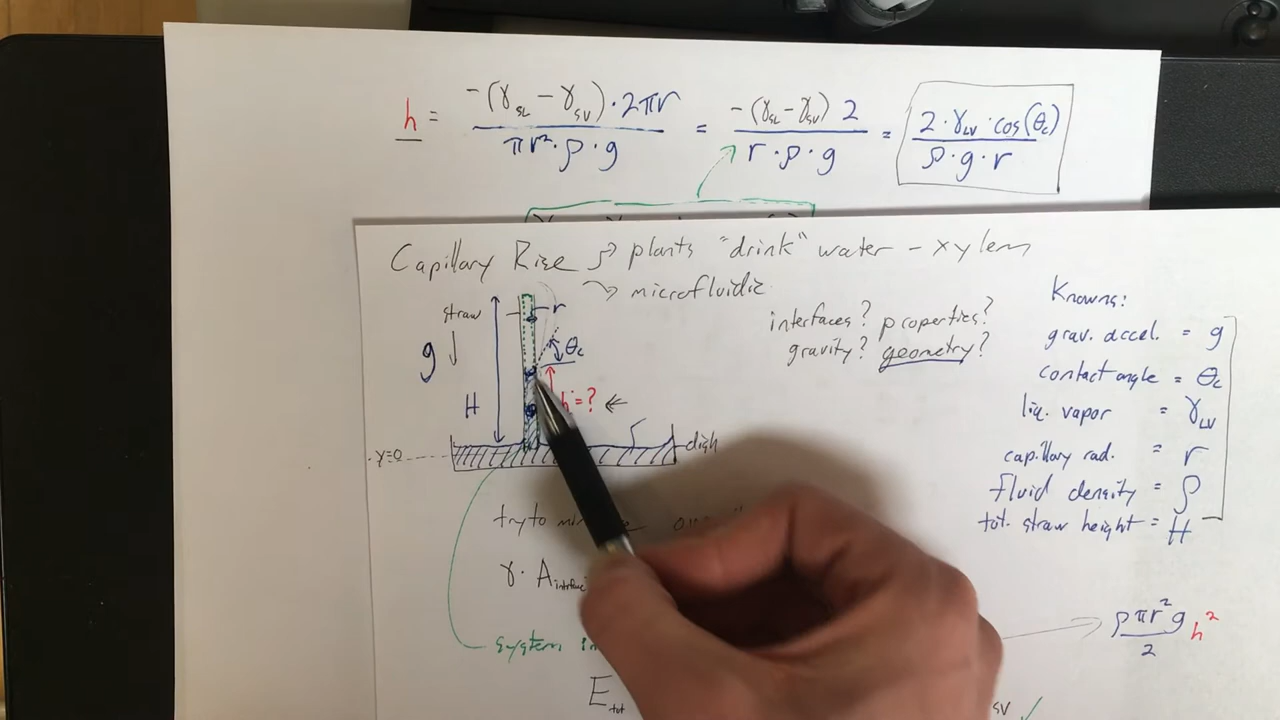 h = -(γSL - γSV)·2πr / πr²·ρ·g = -(γSL - γSV) 2 / r·ρ·g = 2·γLV·cos(θc) / ρ·g·r
Capillary Rise → plants "drink" water - xylem
→ microfluidic
straw
r
g
H
θc
h = ?
y=0
dish
interfaces? properties?
gravity? geometry?
Knowns:
grav. accel. = g
contact angle = θc
liq. vapor = γLV
capillary rad. = r
fluid density = ρ
tot. straw height = H
try to
γ· A
system
Etot
ρπr²g / 2 h²
SV ✓